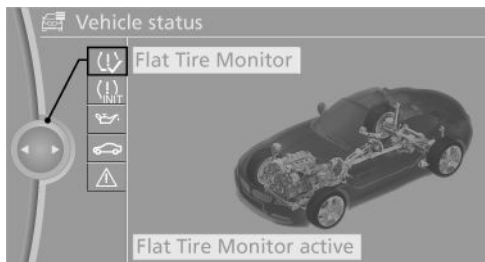 Vehicle status
Flat Tire Monitor
INIT
Flat Tire Monitor active